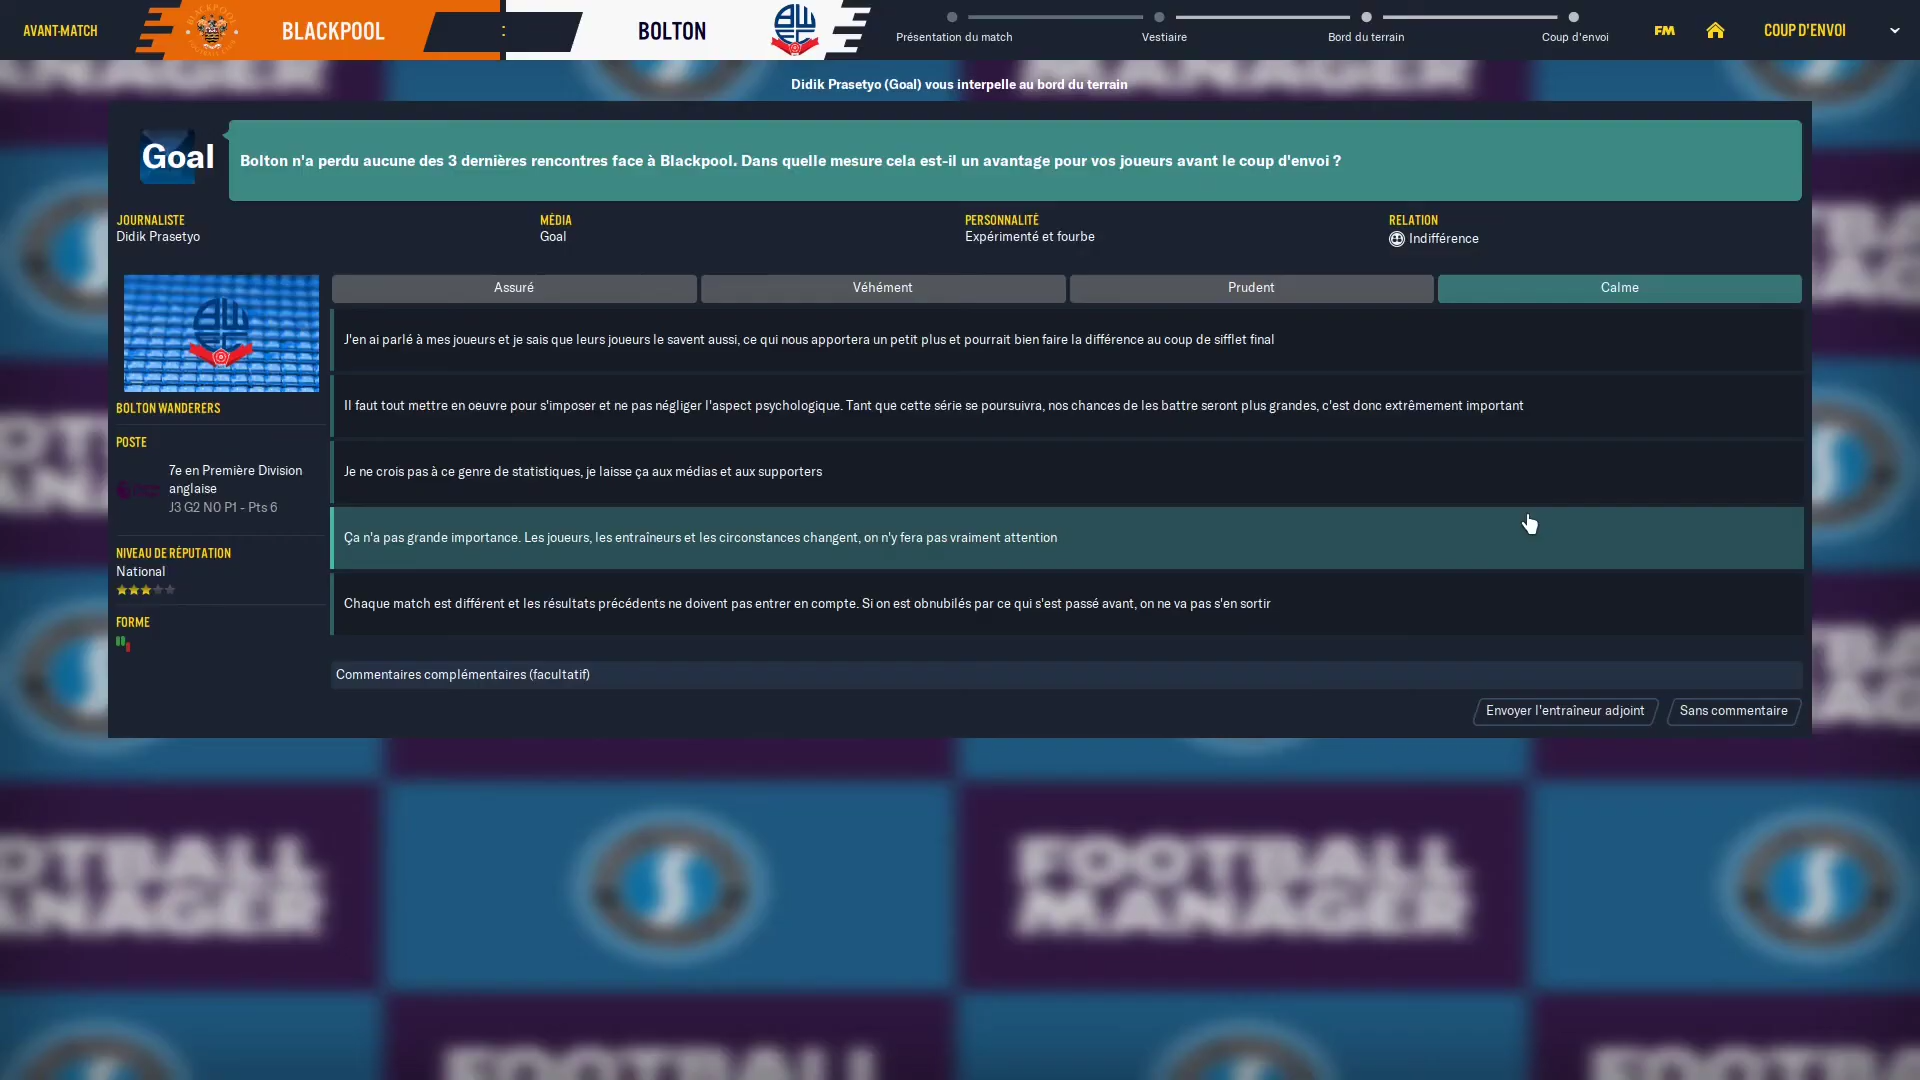 AVANT-MATCH
BLACKPOOL
:
BOLTON
Présentation du match
Vestiaire
Bord du terrain
Coup d'envoi
FM
COUP D'ENVOI
Didik Prasetyo (Goal) vous interpelle au bord du terrain
Goal
Bolton n'a perdu aucune des 3 dernières rencontres face à Blackpool. Dans quelle mesure cela est-il un avantage pour vos joueurs avant le coup d'envoi ?
JOURNALISTE
Didik Prasetyo
MÉDIA
Goal
PERSONNALITÉ
Expérimenté et fourbe
RELATION
Indifférence
Assuré
Véhément
Prudent
Calme
J'en ai parlé à mes joueurs et je sais que leurs joueurs le savent aussi, ce qui nous apportera un petit plus et pourrait bien faire la différence au coup de sifflet final
Il faut tout mettre en oeuvre pour s'imposer et ne pas négliger l'aspect psychologique. Tant que cette série se poursuivra, nos chances de les battre seront plus grandes, c'est donc extrêmement important
Je ne crois pas à ce genre de statistiques, je laisse ça aux médias et aux supporters
Ça n'a pas grande importance. Les joueurs, les entraîneurs et les circonstances changent, on n'y fera pas vraiment attention
Chaque match est différent et les résultats précédents ne doivent pas entrer en compte. Si on est obnubilés par ce qui s'est passé avant, on ne va pas s'en sortir
BOLTON WANDERERS
POSTE
7e en Première Division
anglaise
J3 G2 N0 P1 - Pts 6
NIVEAU DE RÉPUTATION
National
FORME
Commentaires complémentaires (facultatif)
Envoyer l'entraîneur adjoint
Sans commentaire
FOOTBALL
MANAGER